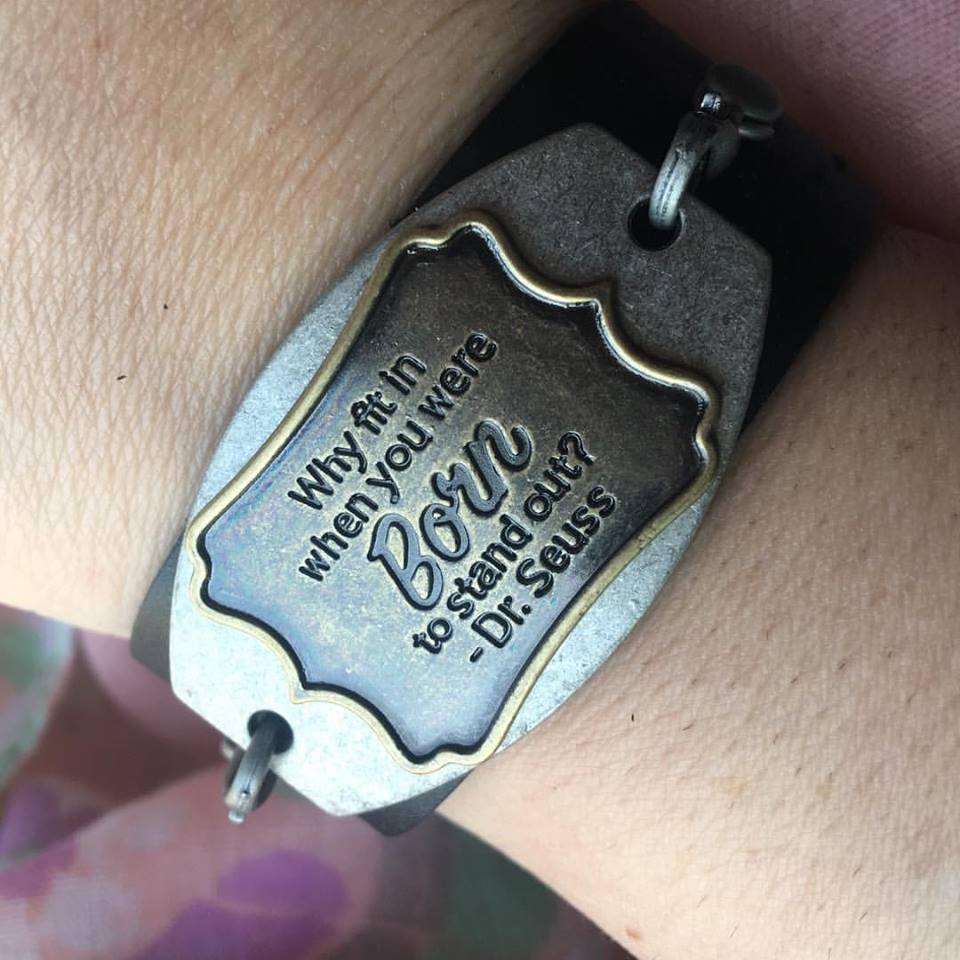 Why fit in
when you were
Born
to stand out?
-Dr. Seuss